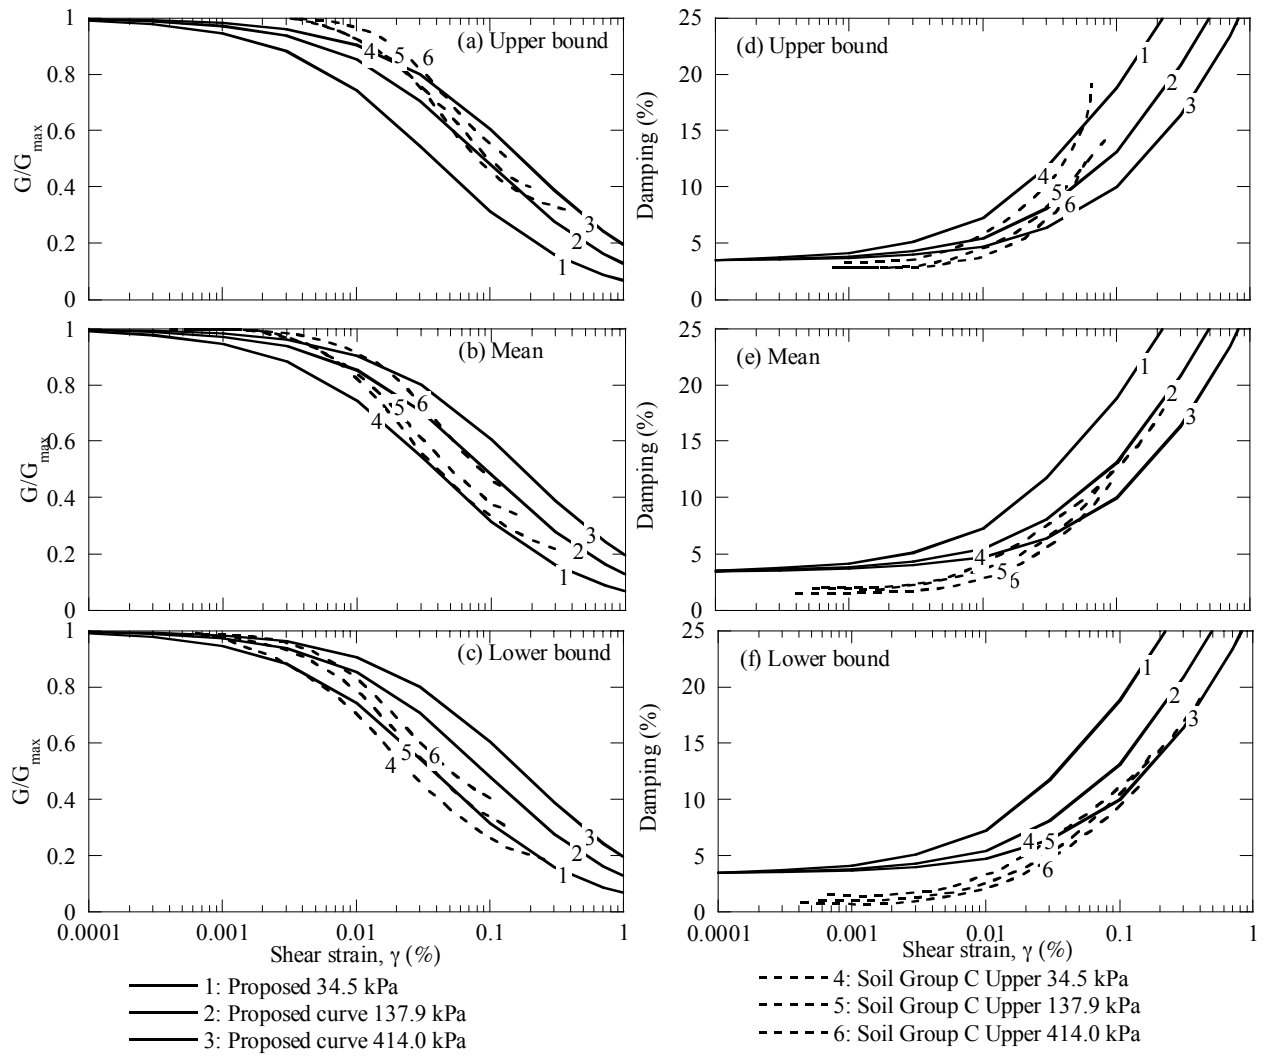 1
0.8
0.6
0.4
0.2
0
G/Gmax
(a) Upper bound
4 5 6
3
2
1
25
20
15
10
5
0
Damping (%)
(d) Upper bound
1
2
3
4
5
6
1
0.8
0.6
0.4
0.2
0
G/Gmax
(b) Mean
4 5 6
3
2
1
25
20
15
10
5
0
Damping (%)
(e) Mean
1
2
3
4
5
6
1
0.8
0.6
0.4
0.2
0
G/Gmax
(c) Lower bound
4 5 6
3
2
1
0.0001 0.001 0.01 0.1 1
Shear strain, γ (%)
25
20
15
10
5
0
Damping (%)
(f) Lower bound
1
2
3
4 5
6
0.0001 0.001 0.01 0.1 1
Shear strain, γ (%)
1: Proposed 34.5 kPa
2: Proposed curve 137.9 kPa
3: Proposed curve 414.0 kPa
4: Soil Group C Upper 34.5 kPa
5: Soil Group C Upper 137.9 kPa
6: Soil Group C Upper 414.0 kPa